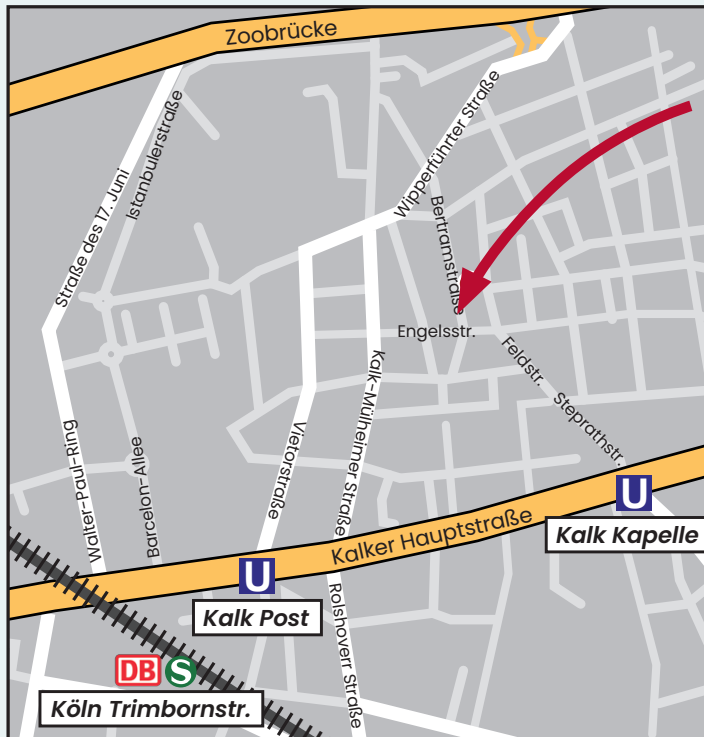 Zoobrücke
Wipperführter Straße
Istanbulerstraße
Straße des 17. Juni
Bertramstraße
Engelsstr.
Feldstr.
Steprathstr.
Kalk-Mülheimer Straße
Vietorstraße
Walter-Paul-Ring
Barcelon-Allee
U
Kalk Kapelle
Kalker Hauptstraße
U
Kalk Post
Rolshoverr Straße
DB S
Köln Trimbornstr.